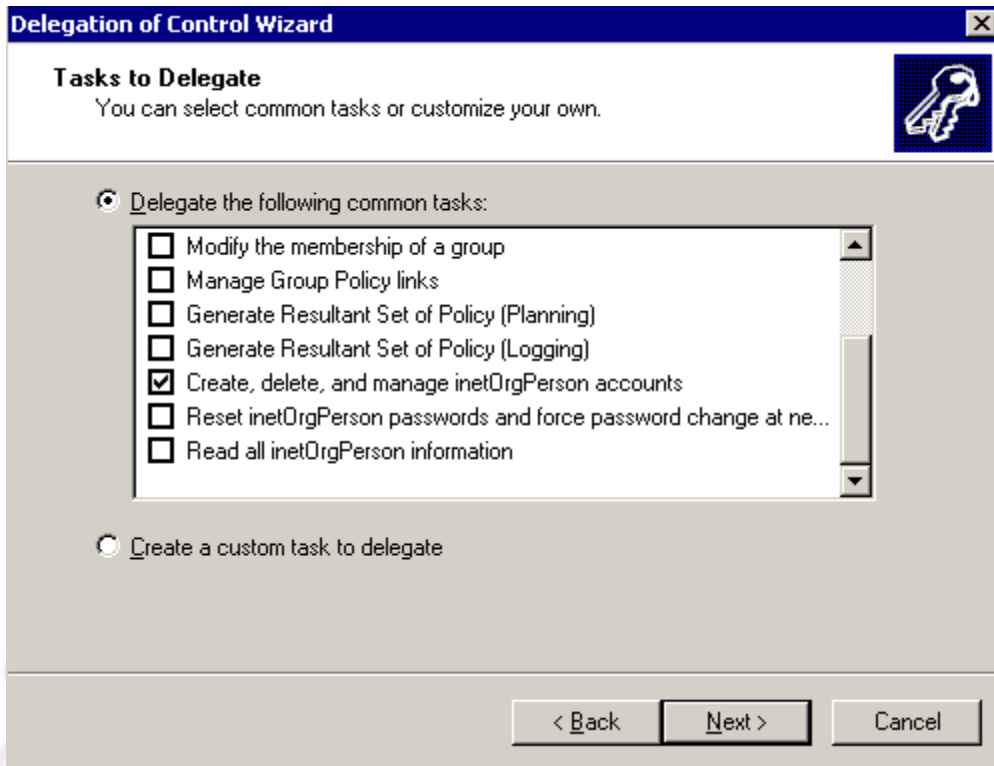 Delegation of Control Wizard
Tasks to Delegate
You can select common tasks or customize your own.
Delegate the following common tasks:
Modify the membership of a group
Manage Group Policy links
Generate Resultant Set of Policy (Planning)
Generate Resultant Set of Policy (Logging)
Create, delete, and manage inetOrgPerson accounts
Reset inetOrgPerson passwords and force password change at ne...
Read all inetOrgPerson information
Create a custom task to delegate
< Back Next > Cancel